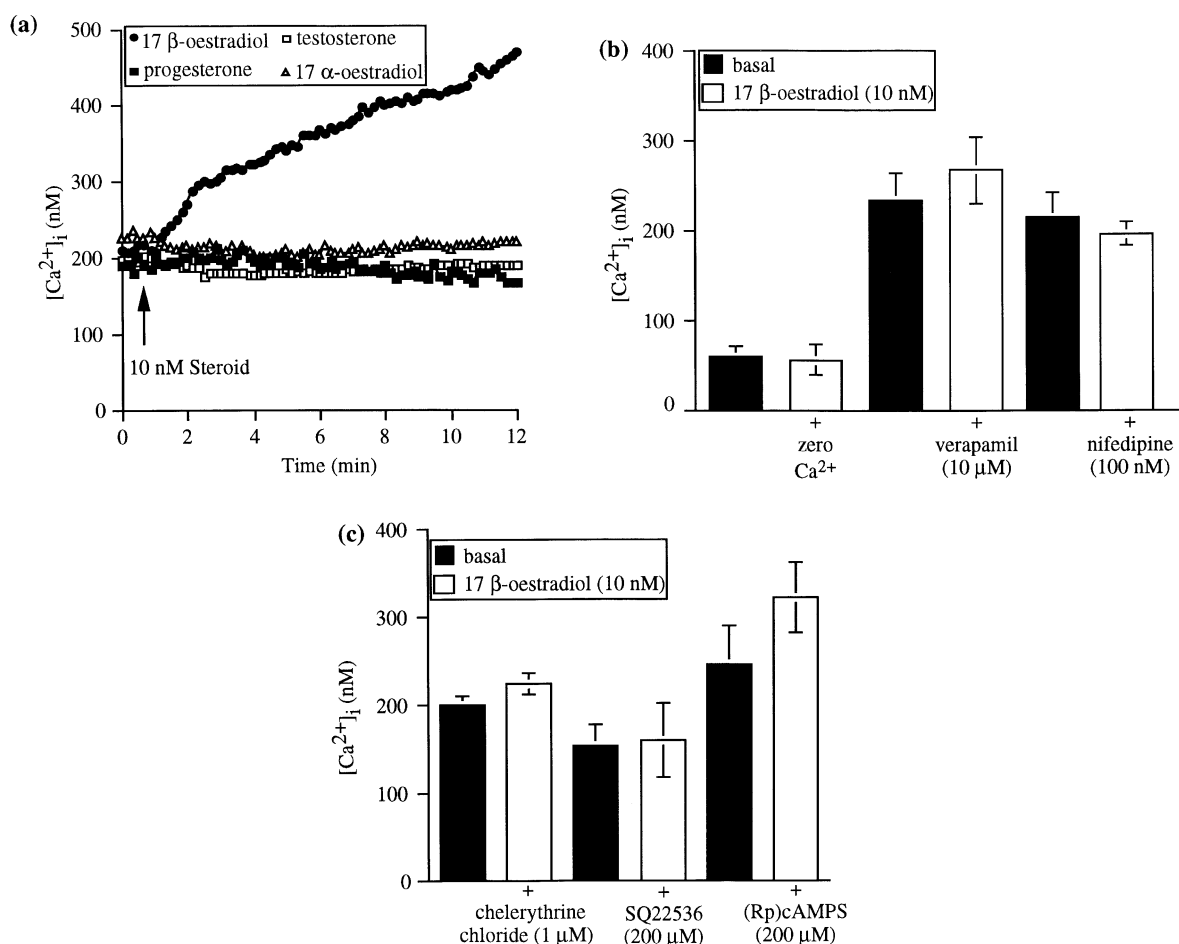 (a)
17 β-oestradiol
testosterone
progesterone
17 α-oestradiol
500
400
300
200
100
0
[Ca2+]i (nM)
10 nM Steroid
0 2 4 6 8 10 12
Time (min)
(b)
basal
17 β-oestradiol (10 nM)
400
300
200
100
0
[Ca2+]i (nM)
+ + +
zero verapamil nifedipine
Ca2+ (10 μM) (100 nM)
(c)
basal
17 β-oestradiol (10 nM)
400
300
200
100
0
[Ca2+]i (nM)
+ + +
chelerythrine SQ22536 (Rp)cAMPS
chloride (1 μM) (200 μM) (200 μM)